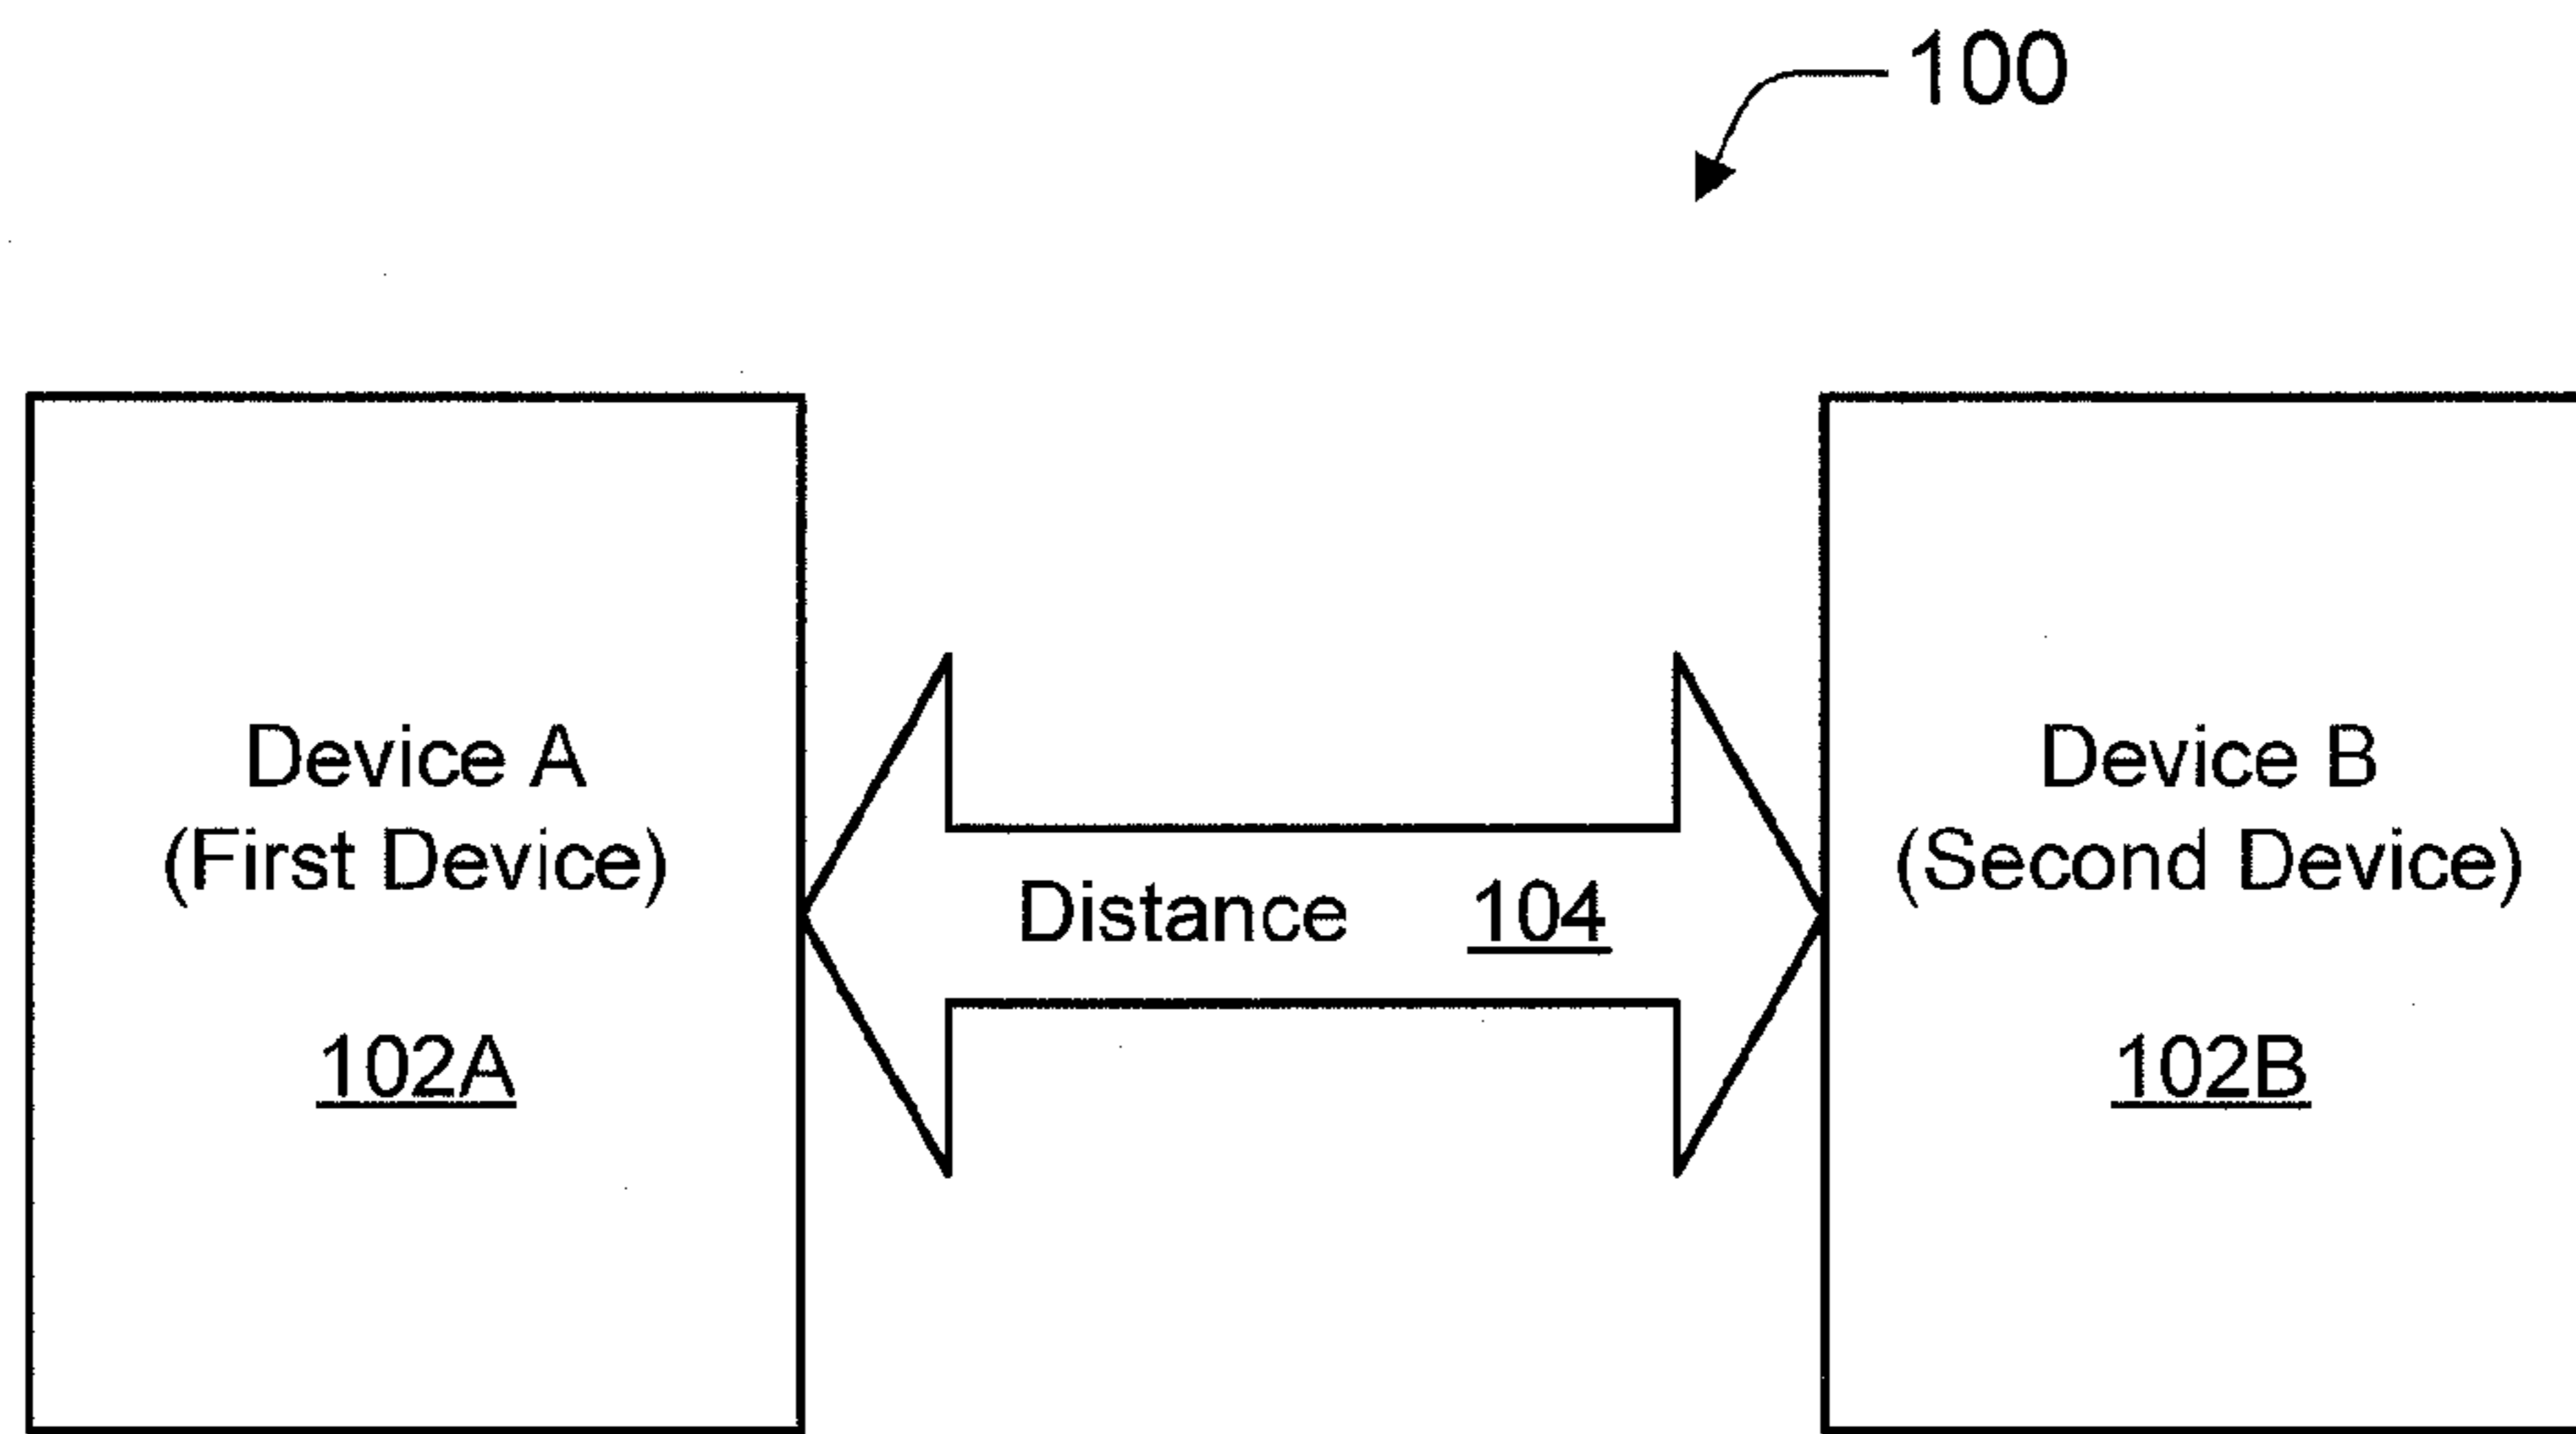 100
Device A
(First Device)
102A
Distance 104
Device B
(Second Device)
102B